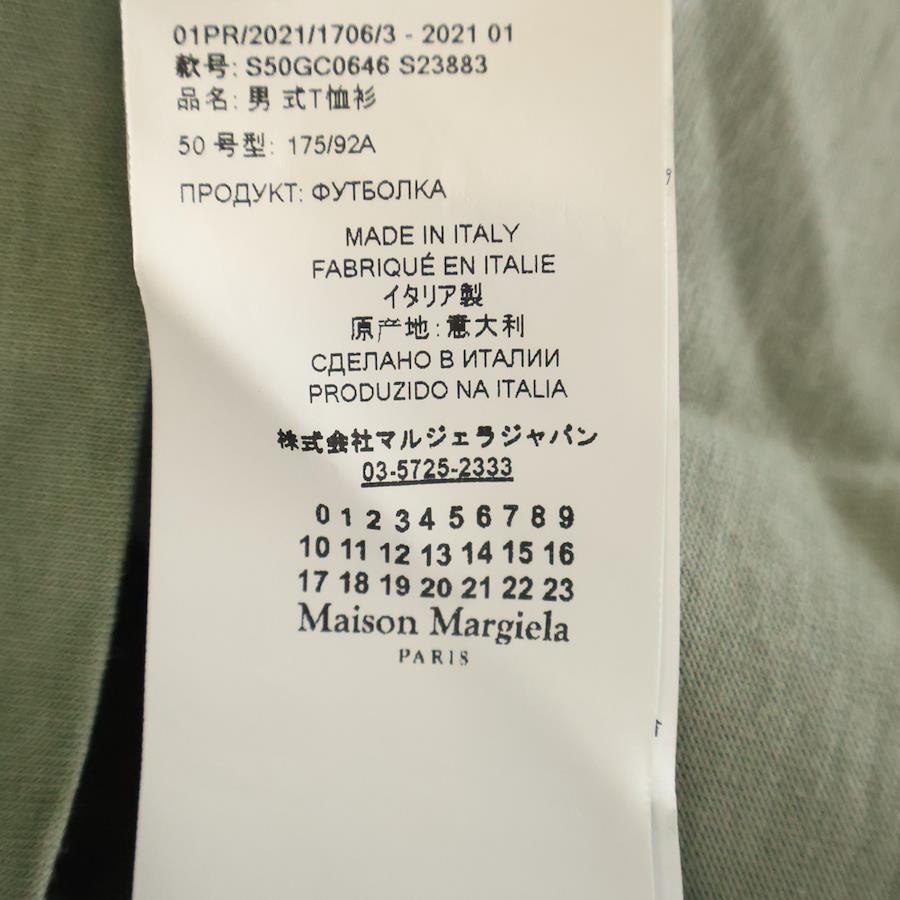 01PR/2021/1706/3 - 2021 01
款号: S50GC0646 S23883
品名: 男 式T恤衫
50 号型: 175/92A
ПРОДУКТ: ФУТБОЛКА
MADE IN ITALY
FABRIQUÉ EN ITALIE
イタリア製
原产地: 意大利
СДЕЛАНО В ИТАЛИИ
PRODUZIDO NA ITALIA
株式会社マルジェラジャパン
03-5725-2333
0 1 2 3 4 5 6 7 8 9
10 11 12 13 14 15 16
17 18 19 20 21 22 23
Maison Margiela
PARIS